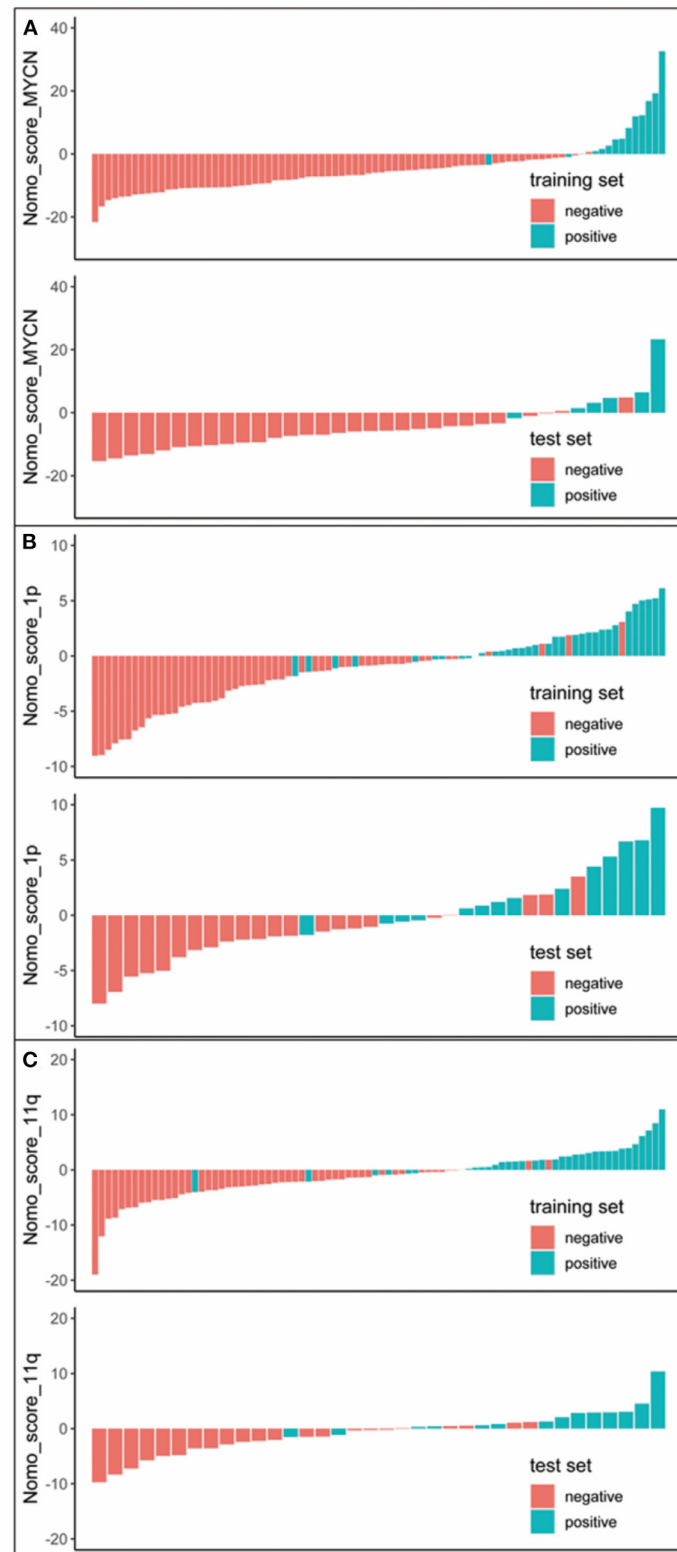 A
Nomo_score_MYCN
40
20
0
-20
training set
negative
positive
Nomo_score_MYCN
40
20
0
-20
test set
negative
positive
B
Nomo_score_1p
10
5
0
-5
-10
training set
negative
positive
Nomo_score_1p
10
5
0
-5
-10
test set
negative
positive
C
Nomo_score_11q
20
10
0
-10
-20
training set
negative
positive
Nomo_score_11q
20
10
0
-10
-20
test set
negative
positive